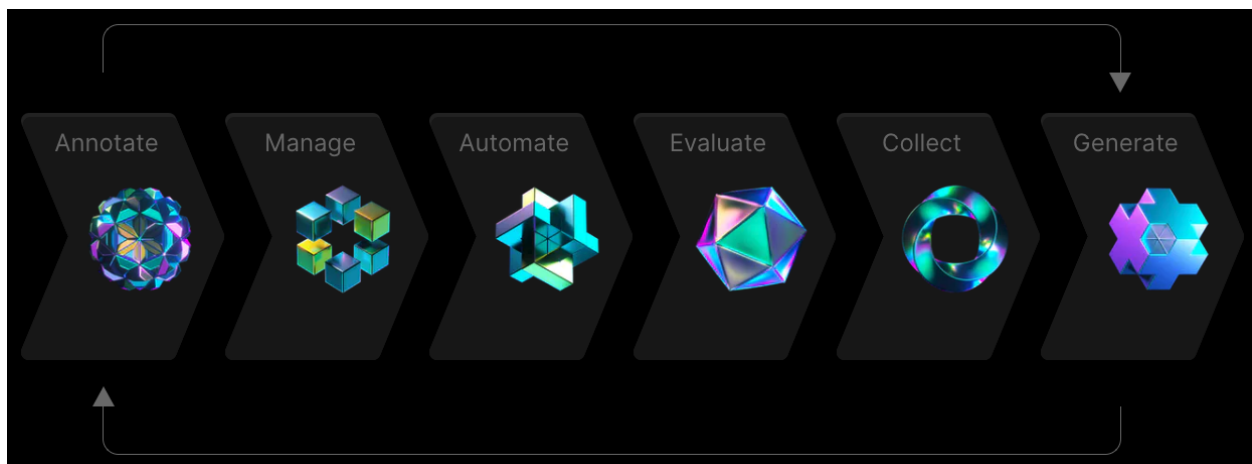 Annotate
Manage
Automate
Evaluate
Collect
Generate